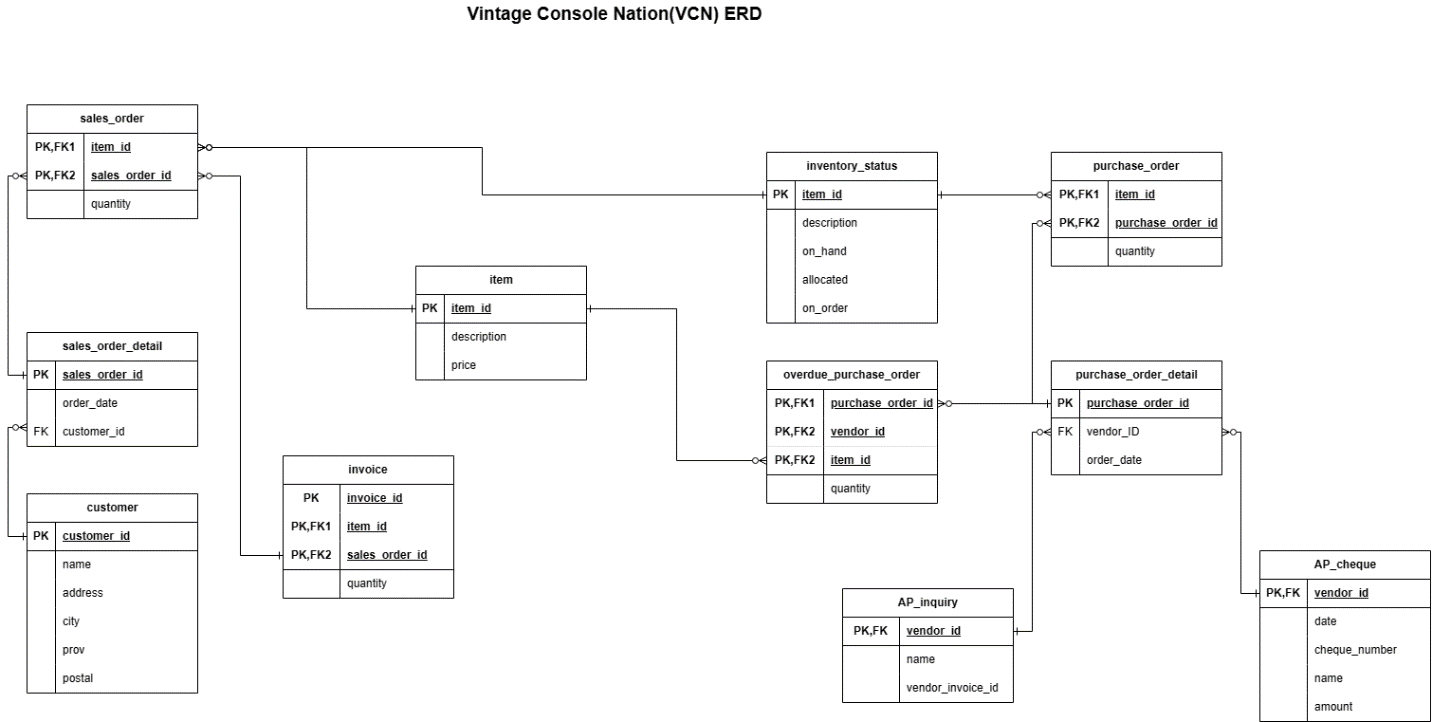 Vintage Console Nation(VCN) ERD
sales_order
PK,FK1 item_id
PK,FK2 sales_order_id
quantity
sales_order_detail
PK sales_order_id
order_date
FK customer_id
customer
PK customer_id
name
address
city
prov
postal
invoice
PK invoice_id
PK,FK1 item_id
PK,FK2 sales_order_id
quantity
item
PK item_id
description
price
inventory_status
PK item_id
description
on_hand
allocated
on_order
overdue_purchase_order
PK,FK1 purchase_order_id
PK,FK2 vendor_id
PK,FK2 item_id
quantity
purchase_order
PK,FK1 item_id
PK,FK2 purchase_order_id
quantity
purchase_order_detail
PK purchase_order_id
FK vendor_ID
order_date
AP_inquiry
PK,FK vendor_id
name
vendor_invoice_id
AP_cheque
PK,FK vendor_id
date
cheque_number
name
amount